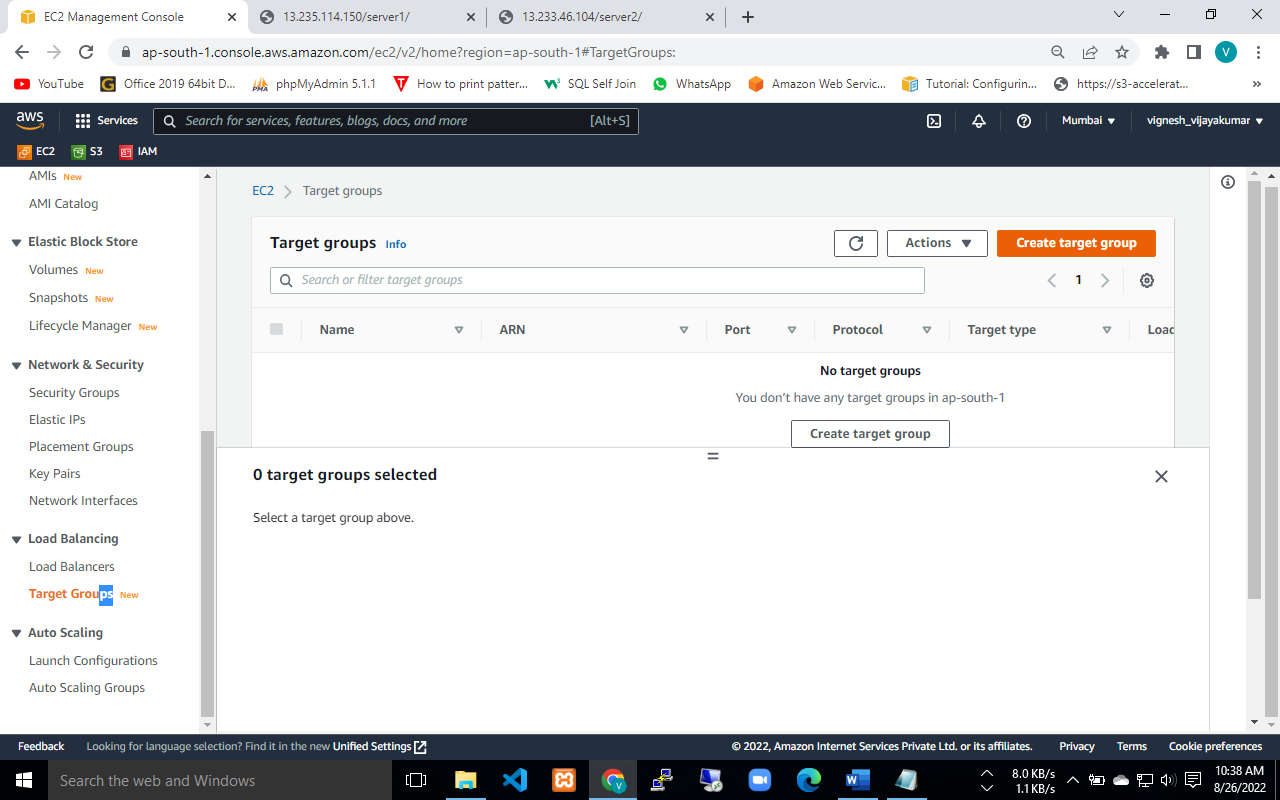 EC2 Management Console
13.235.114.150/server1/
13.233.46.104/server2/
ap-south-1.console.aws.amazon.com/ec2/v2/home?region=ap-south-1#TargetGroups:
V
YouTube
Office 2019 64bit D...
phpMyAdmin 5.1.1
How to print patter...
SQL Self Join
WhatsApp
Amazon Web Servic...
Tutorial: Configurin...
https://s3-accelerat...
»
aws
Services
Search for services, features, blogs, docs, and more
[Alt+S]
Mumbai
vignesh_vijayakumar
EC2
S3
IAM
AMIs New
AMI Catalog
Elastic Block Store
Volumes New
Snapshots New
Lifecycle Manager New
Network & Security
Security Groups
Elastic IPs
Placement Groups
Key Pairs
Network Interfaces
Load Balancing
Load Balancers
Target Groups New
Auto Scaling
Launch Configurations
Auto Scaling Groups
EC2
Target groups
Target groups Info
Actions
Create target group
Search or filter target groups
1
Name
ARN
Port
Protocol
Target type
Load
No target groups
You don't have any target groups in ap-south-1
Create target group
0 target groups selected
Select a target group above.
Feedback
Looking for language selection? Find it in the new Unified Settings
© 2022, Amazon Internet Services Private Ltd. or its affiliates.
Privacy
Terms
Cookie preferences
Search the web and Windows
8.0 KB/s
1.1 KB/s
10:38 AM
8/26/2022